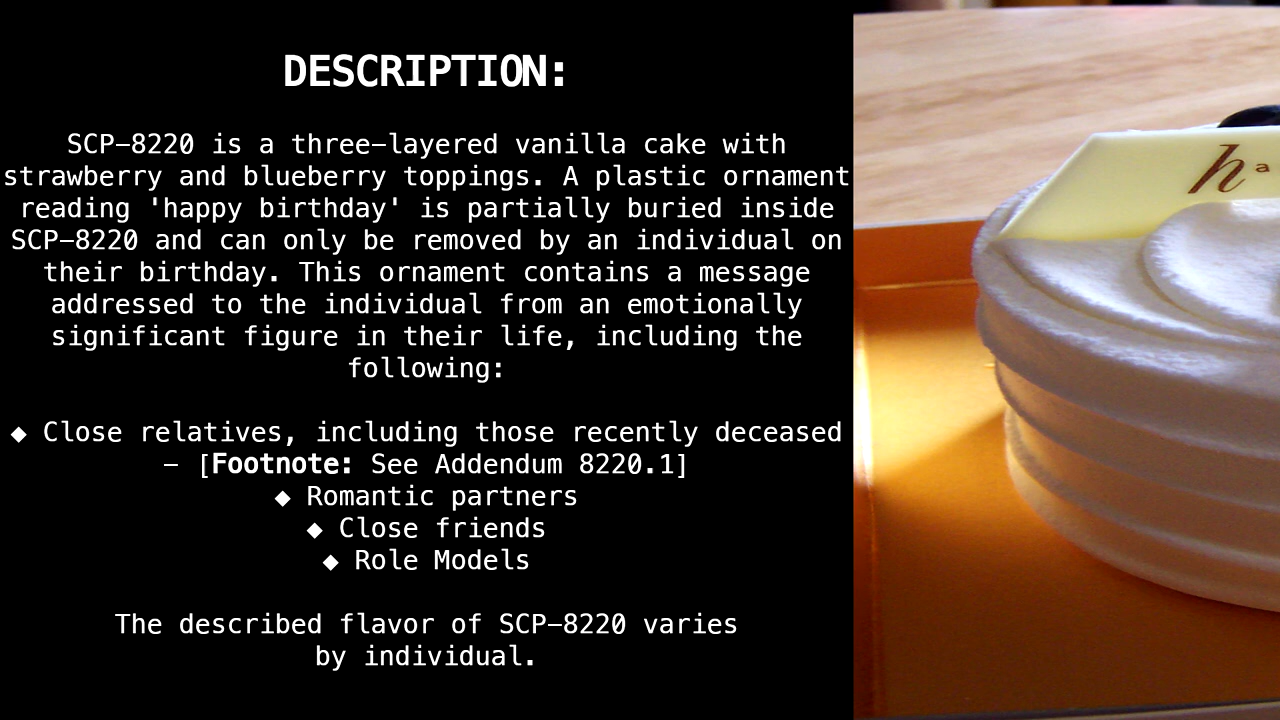 DESCRIPTION:
SCP-8220 is a three-layered vanilla cake with
strawberry and blueberry toppings. A plastic ornament
reading 'happy birthday' is partially buried inside
SCP-8220 and can only be removed by an individual on
their birthday. This ornament contains a message
addressed to the individual from an emotionally
significant figure in their life, including the
following:
◆ Close relatives, including those recently deceased
— [Footnote: See Addendum 8220.1]
◆ Romantic partners
◆ Close friends
◆ Role Models
The described flavor of SCP-8220 varies
by individual.
ha